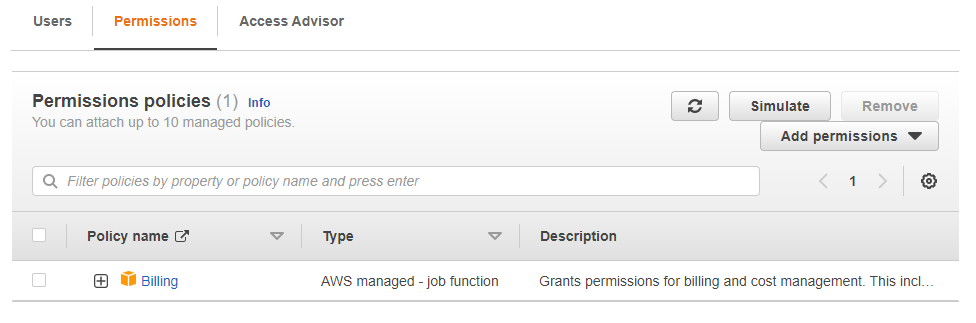 Users Permissions Access Advisor
Permissions policies (1) Info
You can attach up to 10 managed policies.
Simulate Remove
Add permissions
Filter policies by property or policy name and press enter
1
Policy name Type Description
Billing AWS managed - job function Grants permissions for billing and cost management. This incl…